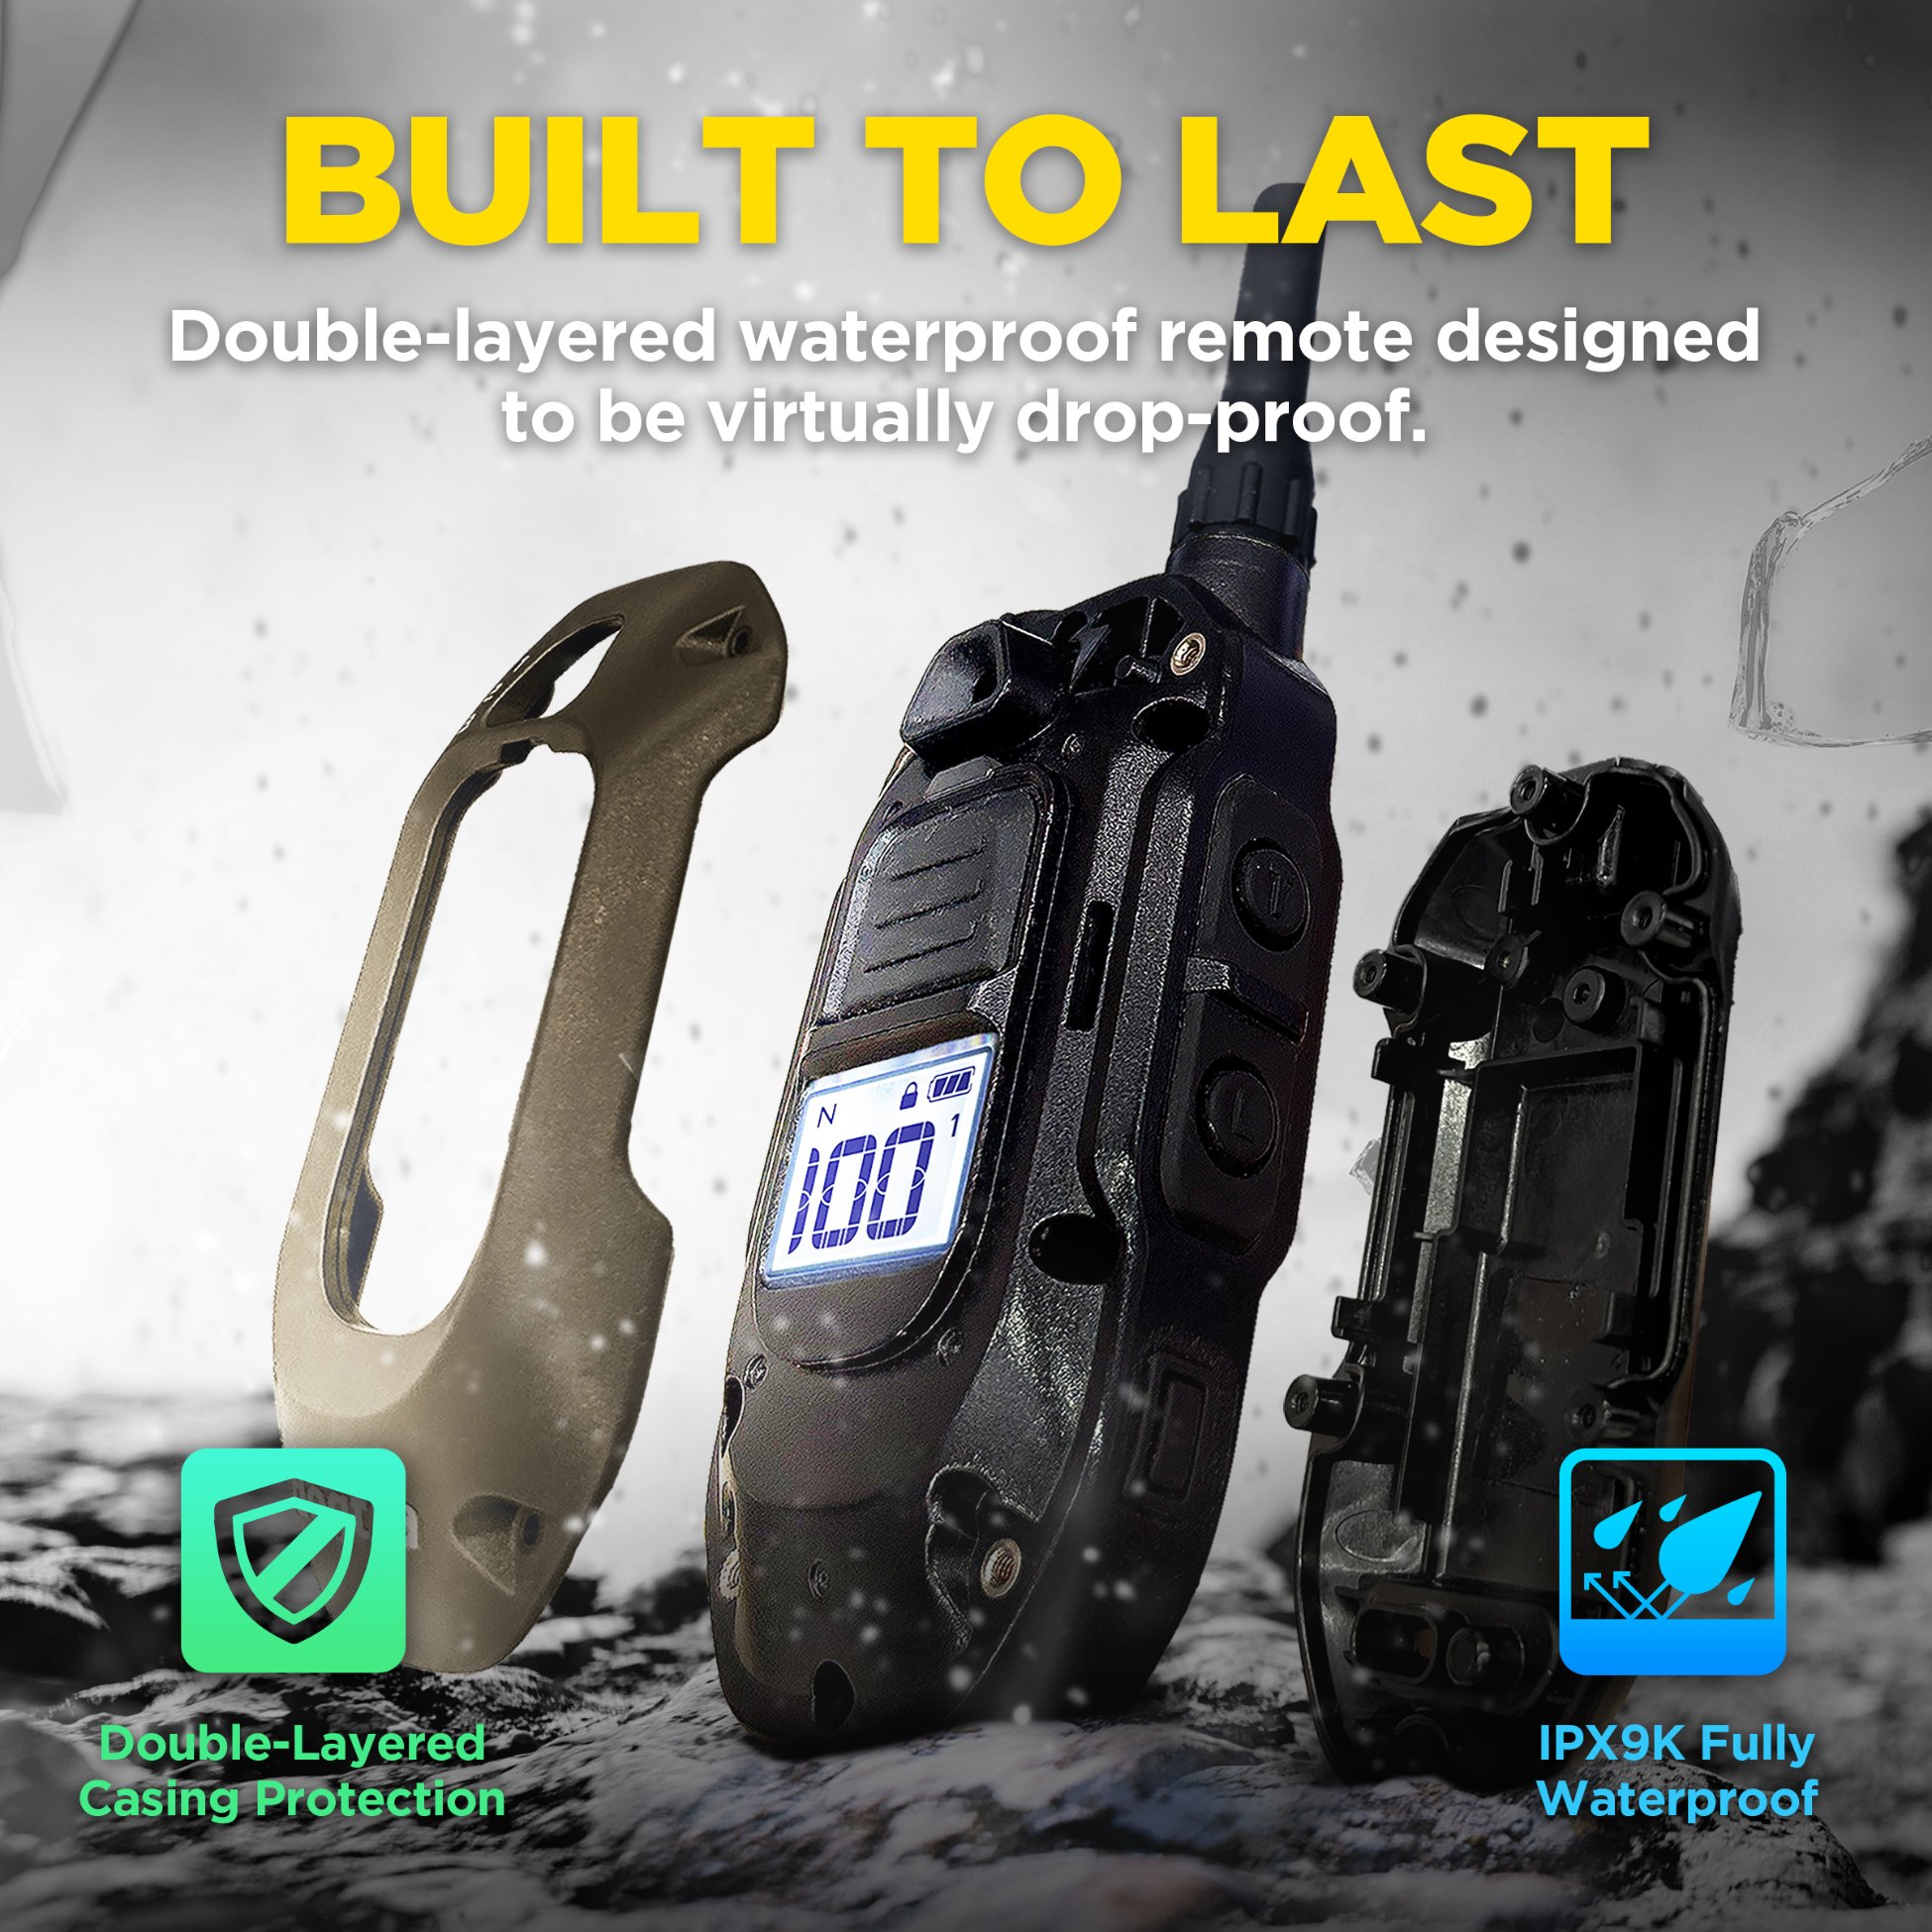 BUILT TO LAST
Double-layered waterproof remote designed
to be virtually drop-proof.
N
1
100
Double-Layered
Casing Protection
IPX9K Fully
Waterproof